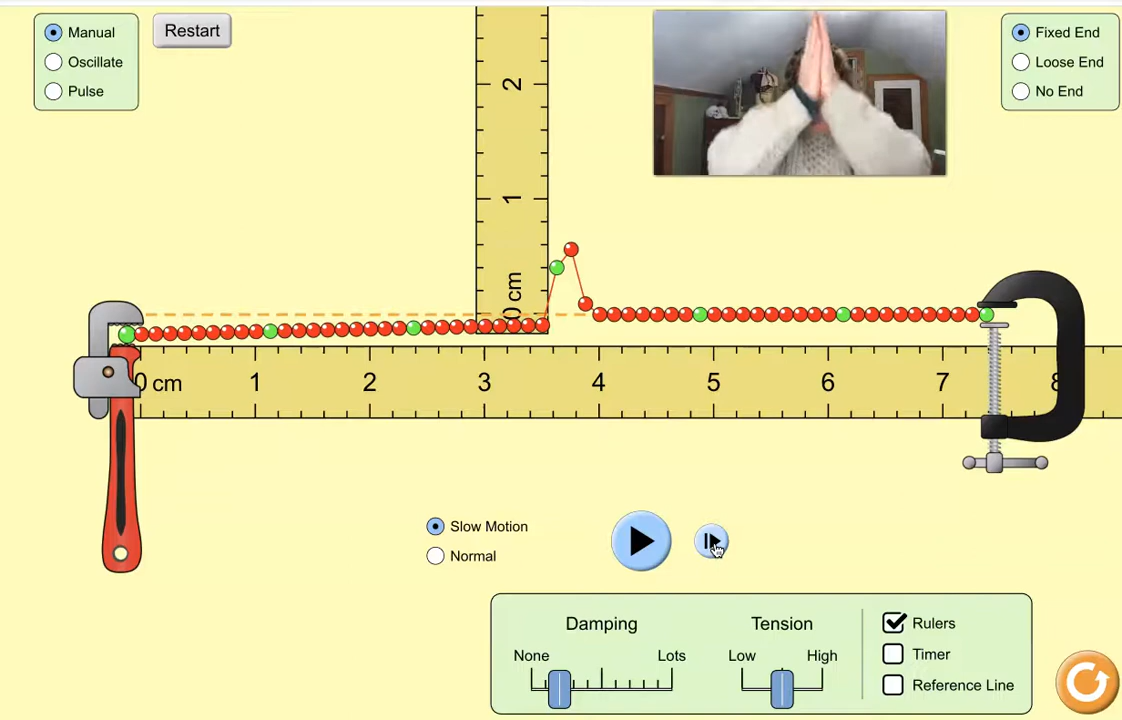 Manual
Oscillate
Pulse
Restart
Fixed End
Loose End
No End
2
1
0 cm
0 cm 1 2 3 4 5 6 7 8
Slow Motion
Normal
Damping
None Lots
Tension
Low High
Rulers
Timer
Reference Line